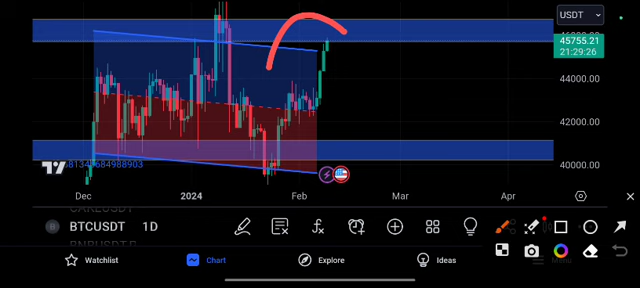 USDT
45755.21
21:29:26
44000.00
42000.00
40000.00
Dec
2024
Feb
Mar
Apr
BTCUSDT
1D
Watchlist
Chart
Explore
Ideas